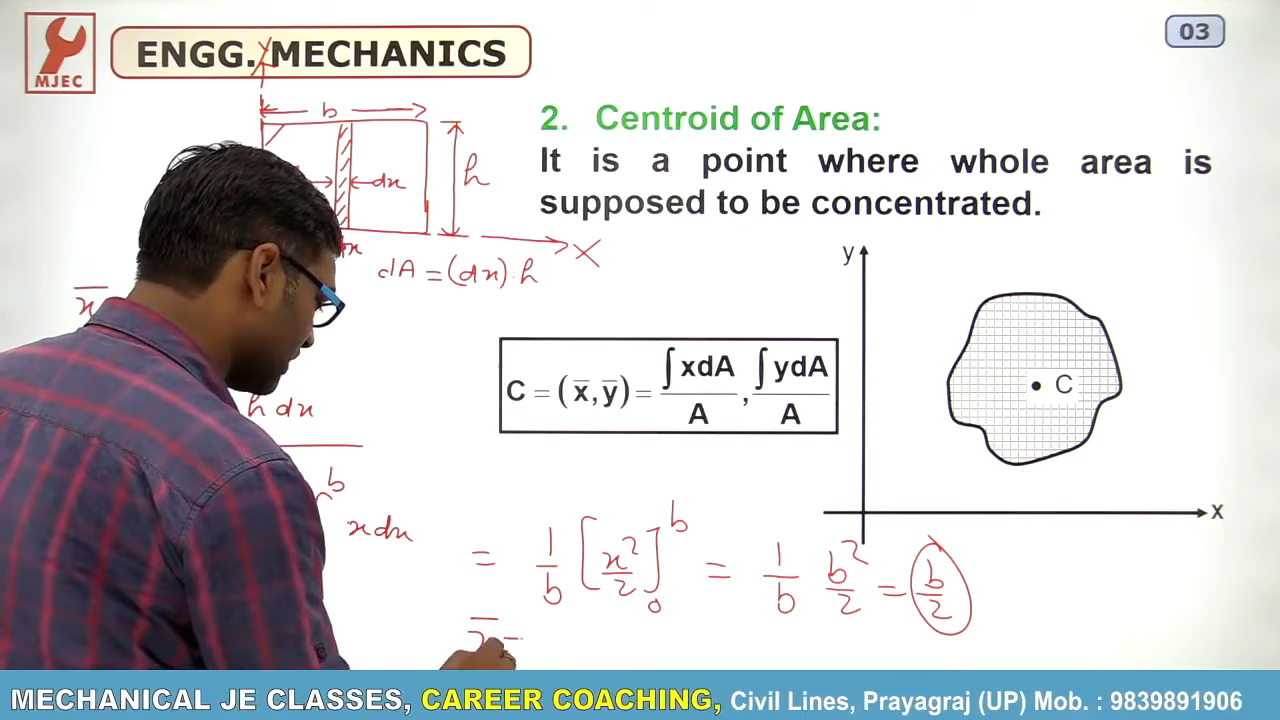 MJEC
ENGG. MECHANICS
03
Y
b
dx
h
x
X
dA = (dx).h
x̄
h dx
b
x dx
2. Centroid of Area:
It is a point where whole area is
supposed to be concentrated.
C = (x̄, ȳ) = ∫xdA/A, ∫ydA/A
y
C
x
= 1/b [x²/2]₀ᵇ = 1/b b²/2 = b/2
x̄ =
MECHANICAL JE CLASSES, CAREER COACHING, Civil Lines, Prayagraj (UP) Mob. : 9839891906